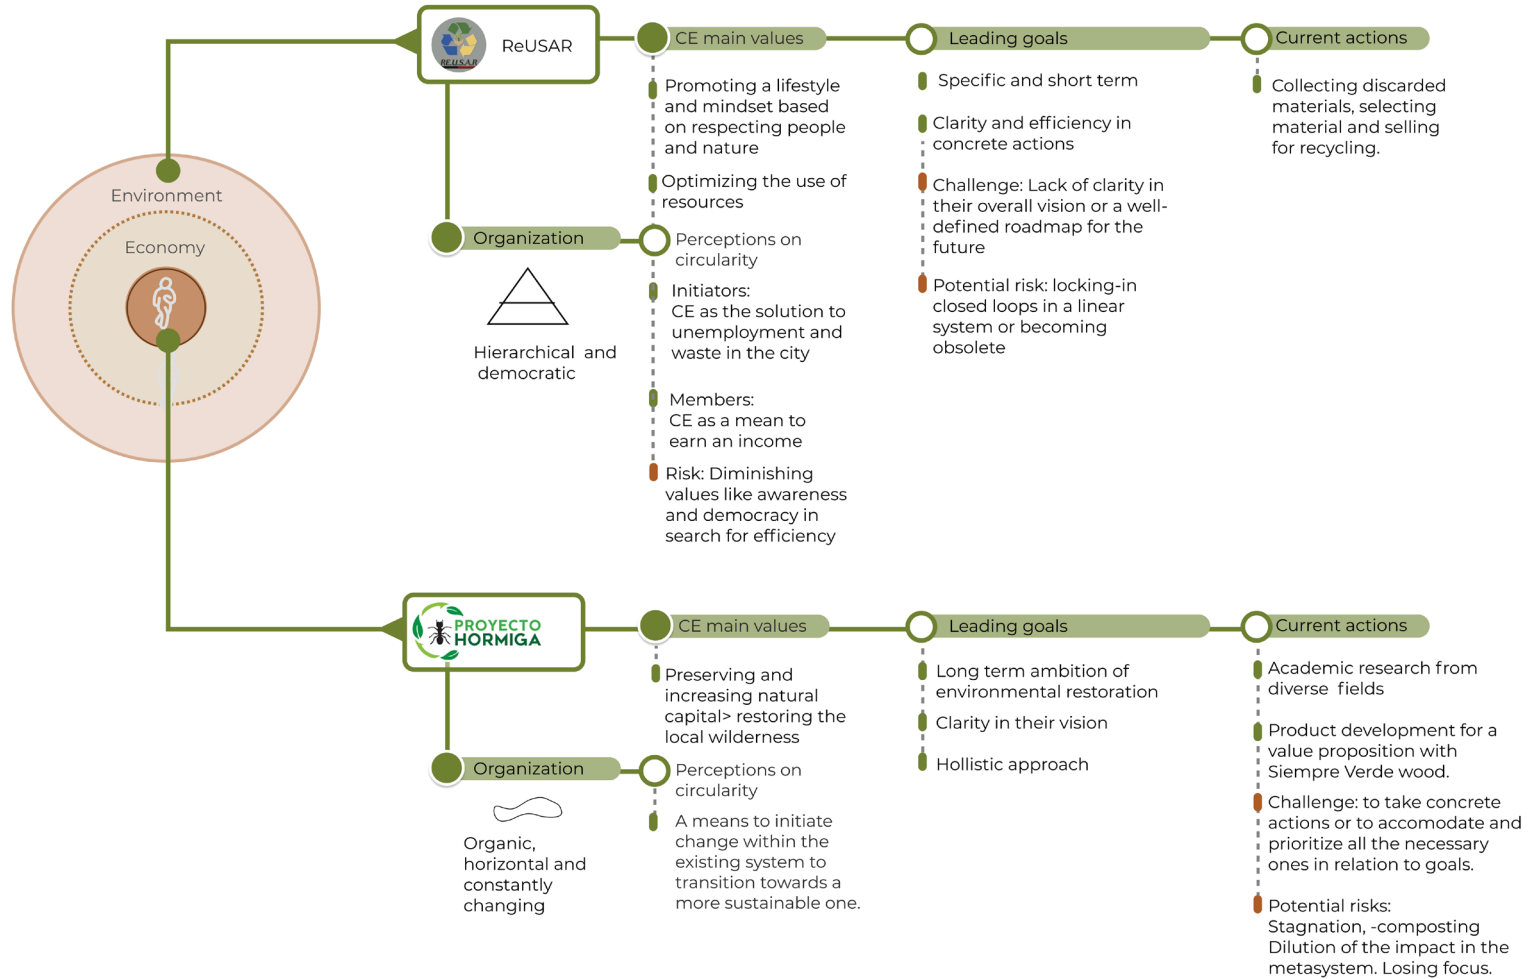 Environment
Economy
R.E.U.S.A.R
ReUSAR
CE main values
Promoting a lifestyle
and mindset based
on respecting people
and nature
Optimizing the use of
resources
Organization
Hierarchical and
democratic
Perceptions on
circularity
Initiators:
CE as the solution to
unemployment and
waste in the city
Members:
CE as a mean to
earn an income
Risk: Diminishing
values like awareness
and democracy in
search for efficiency
Leading goals
Specific and short term
Clarity and efficiency in
concrete actions
Challenge: Lack of clarity in
their overall vision or a well-
defined roadmap for the
future
Potential risk: locking-in
closed loops in a linear
system or becoming
obsolete
Current actions
Collecting discarded
materials, selecting
material and selling
for recycling.
PROYECTO
HORMIGA
CE main values
Preserving and
increasing natural
capital> restoring the
local wilderness
Organization
Organic,
horizontal and
constantly
changing
Perceptions on
circularity
A means to initiate
change within the
existing system to
transition towards a
more sustainable one.
Leading goals
Long term ambition of
environmental restoration
Clarity in their vision
Hollistic approach
Current actions
Academic research from
diverse fields
Product development for a
value proposition with
Siempre Verde wood.
Challenge: to take concrete
actions or to accomodate and
prioritize all the necessary
ones in relation to goals.
Potential risks:
Stagnation, -composting
Dilution of the impact in the
metasystem. Losing focus.